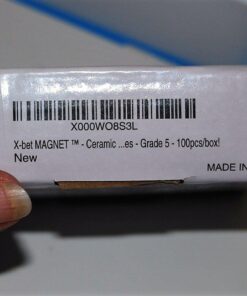 X000WO8S3L
X-bet MAGNET ™ - Ceramic ...es - Grade 5 - 100pcs/box!
New
MADE IN